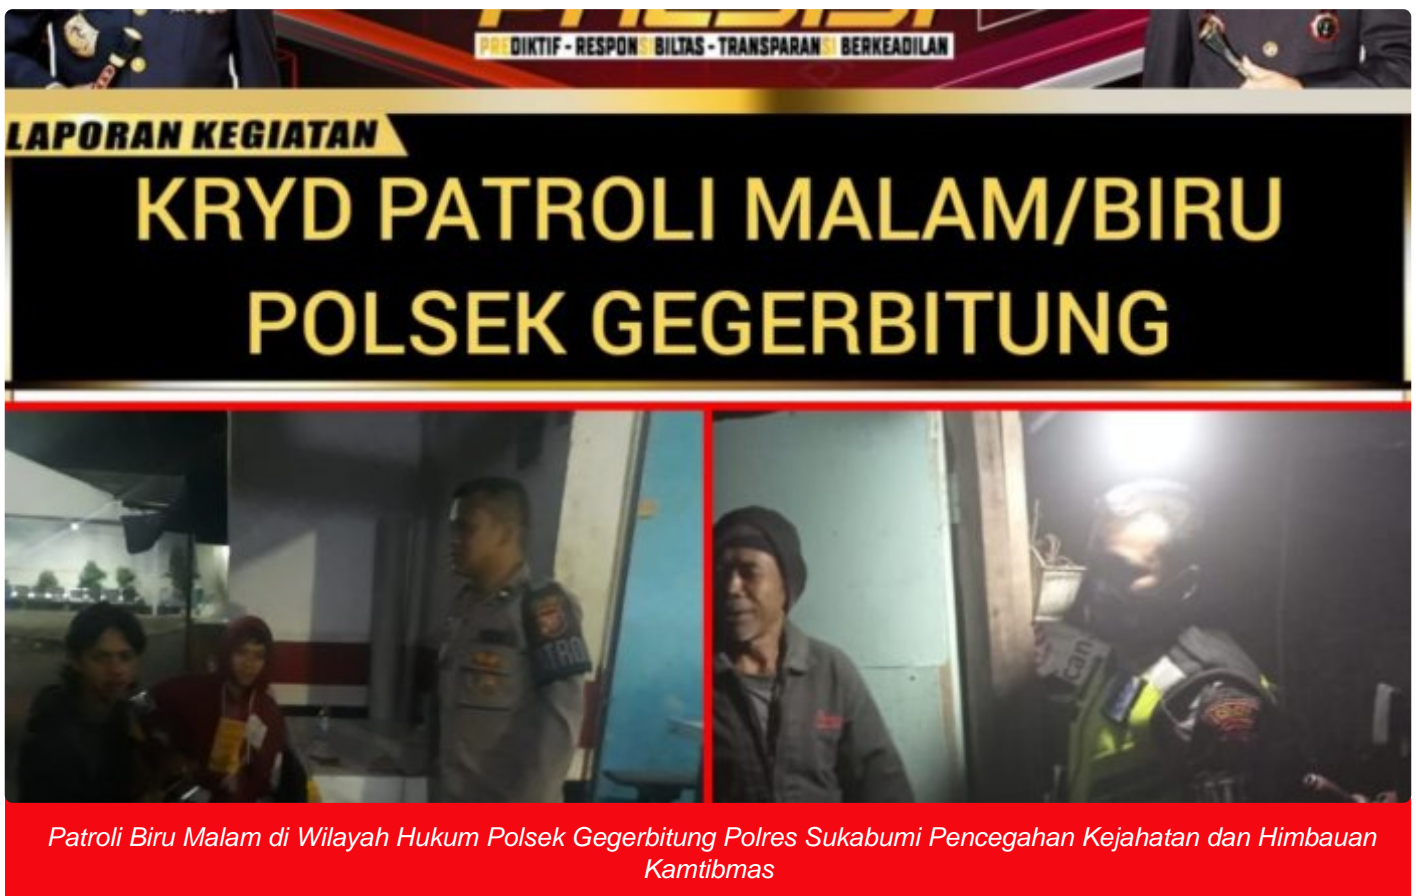 PREDIKTIF - RESPONSIBILTAS - TRANSPARANSI BERKEADILAN
LAPORAN KEGIATAN
KRYD PATROLI MALAM/BIRU
POLSEK GEGERBITUNG
Patroli Biru Malam di Wilayah Hukum Polsek Gegerbitung Polres Sukabumi Pencegahan Kejahatan dan Himbauan
Kamtibmas